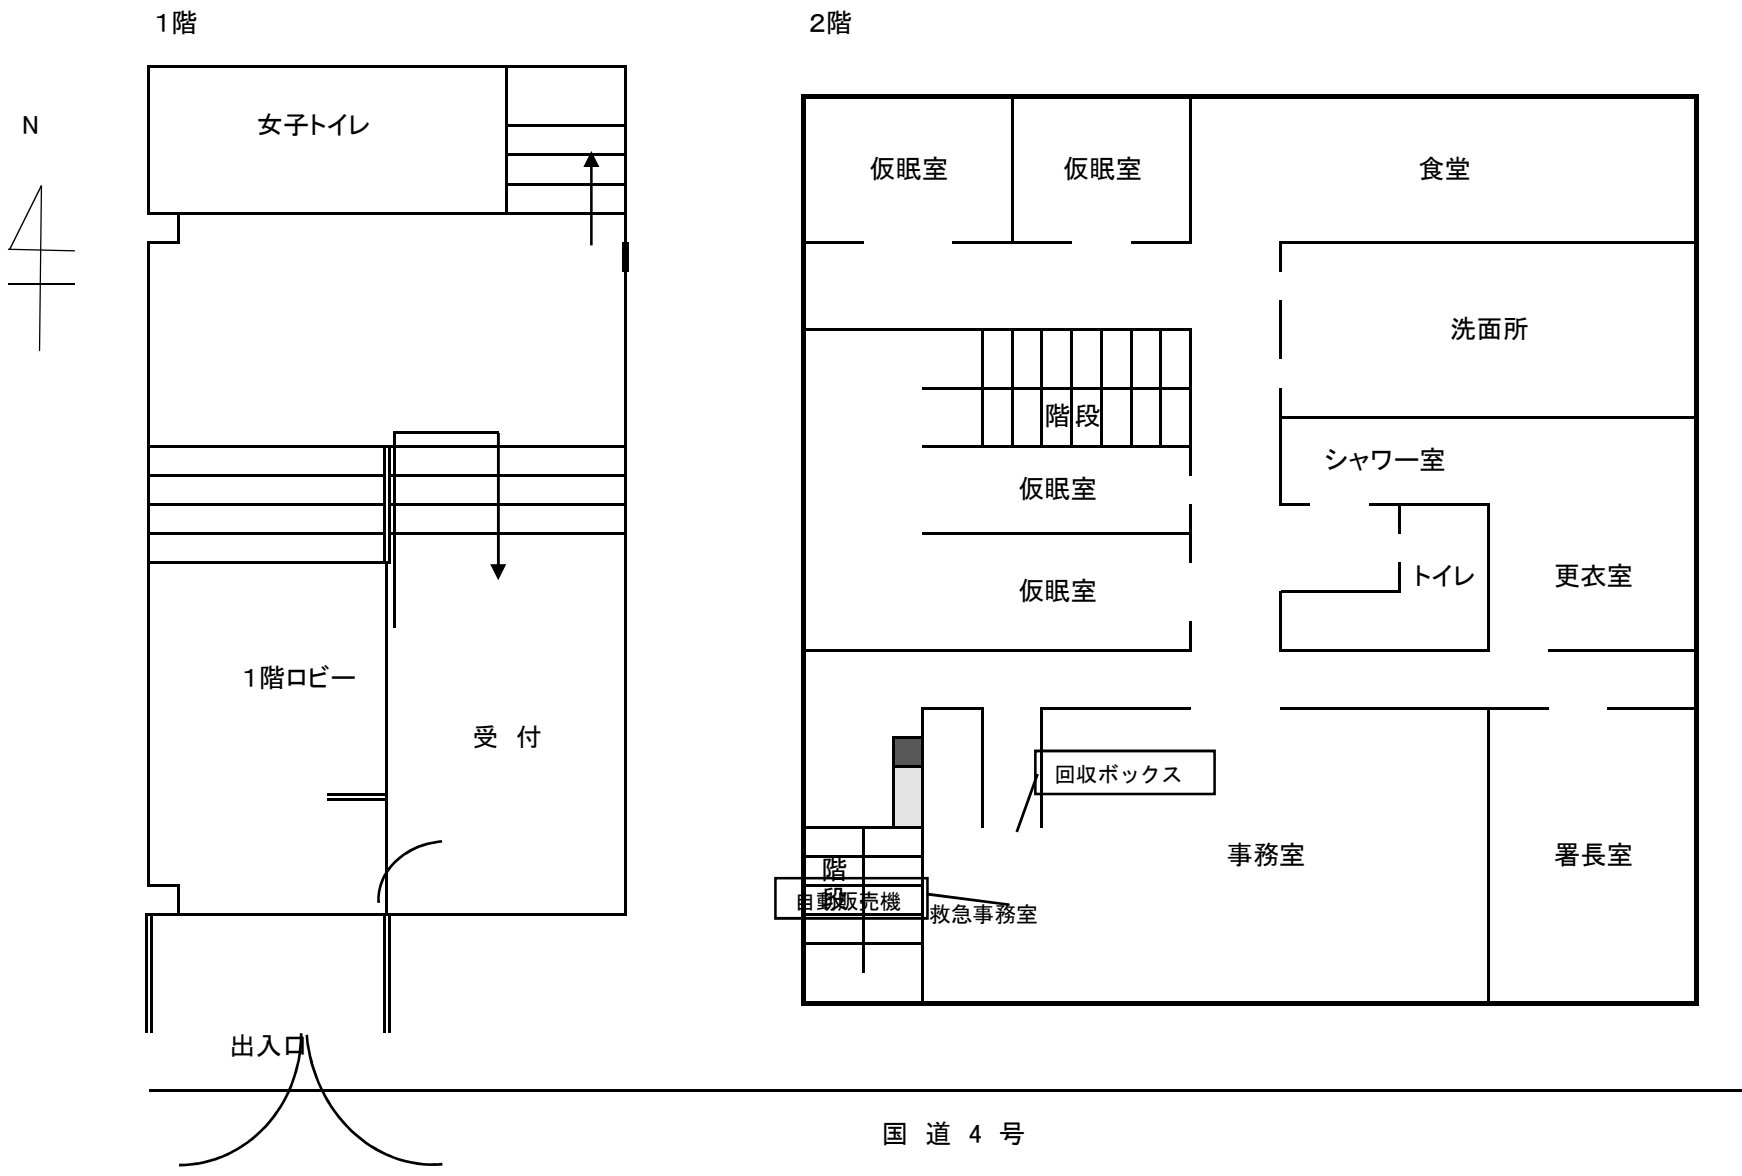 1階
2階
N
女子トイレ
仮眠室
仮眠室
食堂
洗面所
階段
シャワー室
仮眠室
仮眠室
トイレ
更衣室
1階ロビー
受 付
回収ボックス
事務室
署長室
階
段
自動販売機
救急事務室
出入口
国 道 4 号